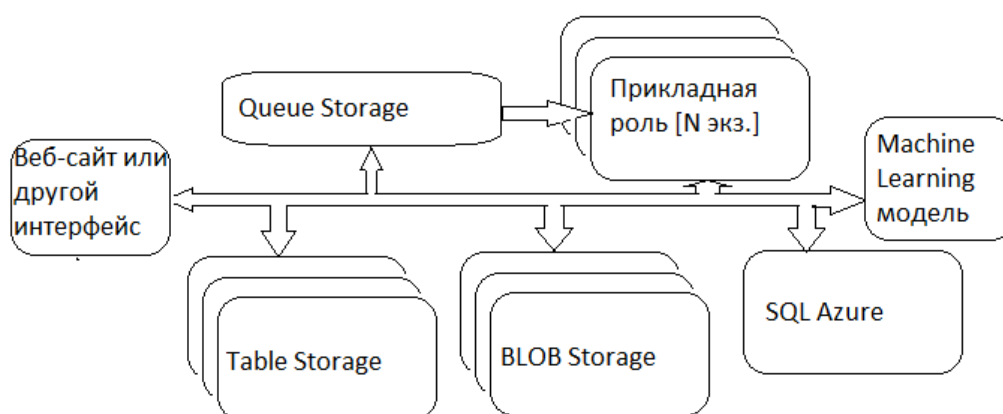 Queue Storage
Прикладная
роль [N экз.]
Веб-сайт или
другой
интерфейс
Machine
Learning
модель
Table Storage
BLOB Storage
SQL Azure